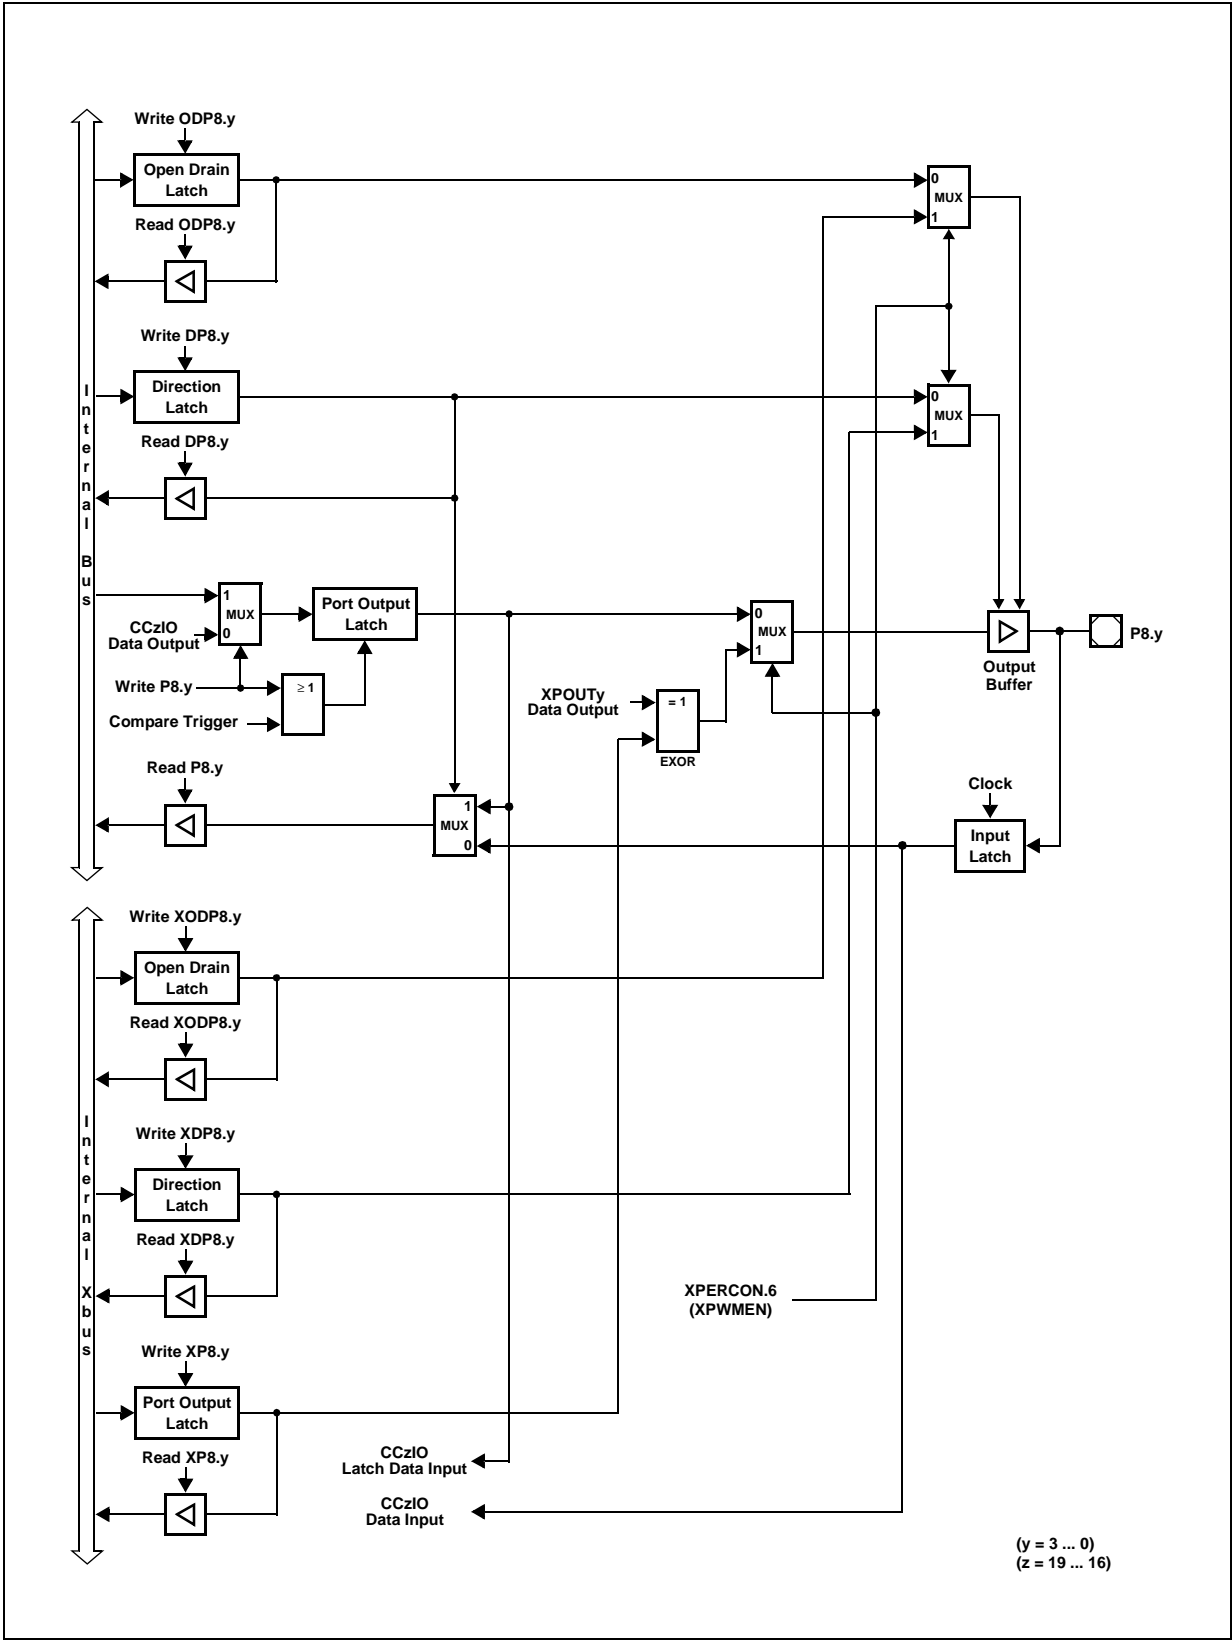 Write ODP8.y
Open Drain
Latch
0
MUX
1
Read ODP8.y
Write DP8.y
Direction
Latch
0
MUX
1
Read DP8.y
Internal Bus
1
MUX
0
CCzIO
Data Output
Port Output
Latch
0
MUX
1
P8.y
Output
Buffer
Write P8.y
≥ 1
Compare Trigger
XPOUTy
Data Output
= 1
EXOR
Read P8.y
1
MUX
0
Clock
Input
Latch
Write XODP8.y
Open Drain
Latch
Read XODP8.y
Internal Xbus
Write XDP8.y
Direction
Latch
Read XDP8.y
XPERCON.6
(XPWMEN)
Write XP8.y
Port Output
Latch
Read XP8.y
CCzIO
Latch Data Input
CCzIO
Data Input
(y = 3 ... 0)
(z = 19 ... 16)